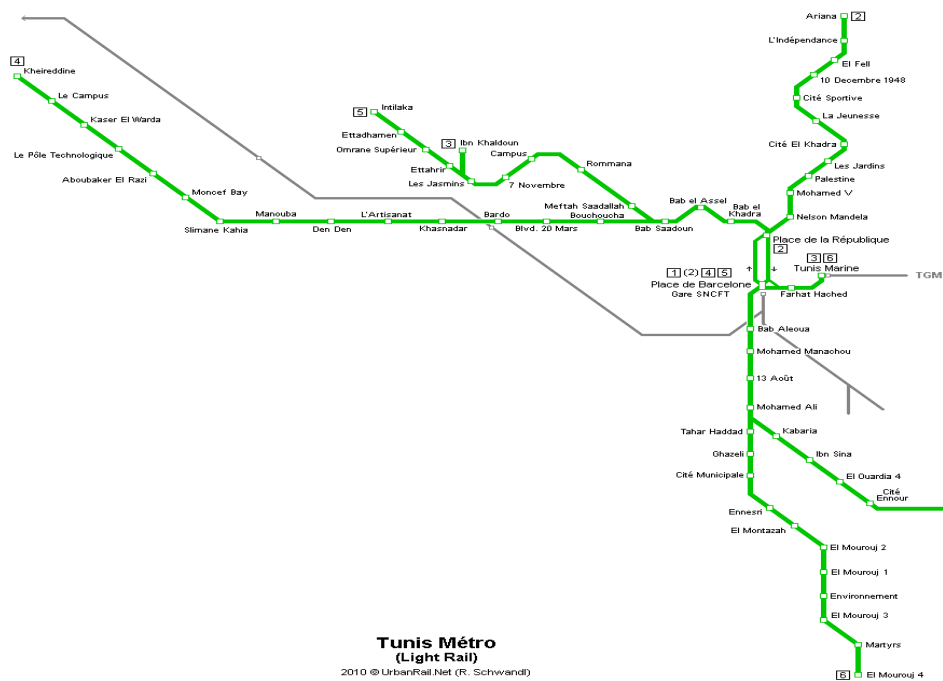 Ariana 2
L'Indépendance
El Fell
10 Decembre 1948
Cité Sportive
La Jeunesse
Cité El Khadra
Les Jardins
Palestine
Mohamed V
Nelson Mandela
4
Kheireddine
Le Campus
Kaser El Warda
Le Pôle Technologique
Aboubaker El Razi
Moncef Bay
Slimane Kahia
Manouba
Den Den
L'Artisanat
Khasnadar
Bardo
Blvd. 20 Mars
Bouchoucha
Bab Saadoun
Bab el Assel
Bab el
Khadra
5 Intilaka
Ettadhamen
Omrane Supérieur
Ettahrir
3 Ibn Khaldoun
Les Jasmins
7 Novembre
Campus
Rommana
Meftah Saadallah
Place de la République
2
3 6
Tunis Marine
TGM
1 (2) 4 5
Place de Barcelone
Gare SNCFT
Farhat Hached
Bab Aleoua
Mohamed Manachou
13 Août
Mohamed Ali
Tahar Haddad
Ghazeli
Cité Municipale
Kabaria
Ibn Sina
El Ouardia 4
Cité
Ennour
Ennesri
El Montazah
El Mourouj 2
El Mourouj 1
Environnement
El Mourouj 3
Martyrs
6 El Mourouj 4
Tunis Métro
(Light Rail)
2010 © UrbanRail.Net (R. Schwandl)